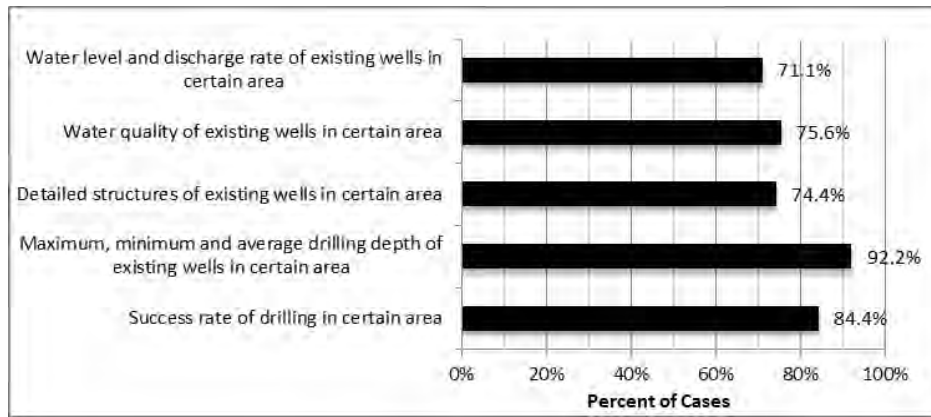 Water level and discharge rate of existing wells in
certain area
71.1%
Water quality of existing wells in certain area
75.6%
Detailed structures of existing wells in certain area
74.4%
Maximum, minimum and average drilling depth of
existing wells in certain area
92.2%
Success rate of drilling in certain area
84.4%
0% 20% 40% 60% 80% 100%
Percent of Cases